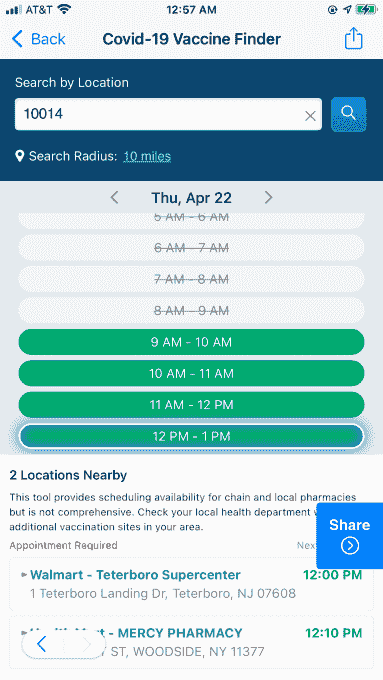 AT&T 12:57 AM
Back Covid-19 Vaccine Finder
Search by Location
10014
Search Radius: 10 miles
Thu, Apr 22
5 AM - 6 AM
6 AM - 7 AM
7 AM - 8 AM
8 AM - 9 AM
9 AM - 10 AM
10 AM - 11 AM
11 AM - 12 PM
12 PM - 1 PM
2 Locations Nearby
This tool provides scheduling availability for chain and local pharmacies
but is not comprehensive. Check your local health department
additional vaccination sites in your area.
Share
Appointment Required
Walmart - Teterboro Supercenter 12:00 PM
1 Teterboro Landing Dr, Teterboro, NJ 07608
- MERCY PHARMACY 12:10 PM
ST, WOODSIDE, NY 11377